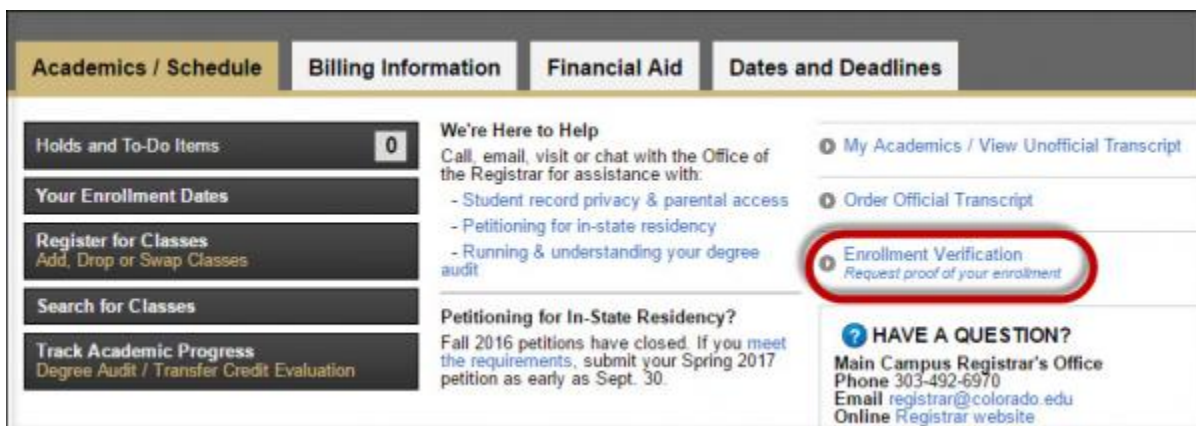 Academics / Schedule
Billing Information
Financial Aid
Dates and Deadlines
Holds and To-Do Items
0
Your Enrollment Dates
Register for Classes
Add, Drop or Swap Classes
Search for Classes
Track Academic Progress
Degree Audit / Transfer Credit Evaluation
We're Here to Help
Call, email, visit or chat with the Office of
the Registrar for assistance with:
- Student record privacy & parental access
- Petitioning for in-state residency
- Running & understanding your degree
audit
Petitioning for In-State Residency?
Fall 2016 petitions have closed. If you meet
the requirements, submit your Spring 2017
petition as early as Sept. 30.
My Academics / View Unofficial Transcript
Order Official Transcript
Enrollment Verification
Request proof of your enrollment
? HAVE A QUESTION?
Main Campus Registrar's Office
Phone 303-492-6970
Email registrar@colorado.edu
Online Registrar website